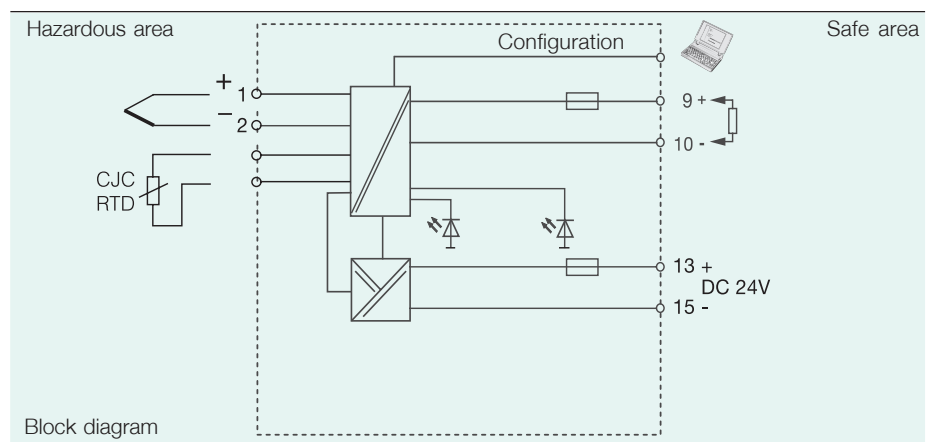 Hazardous area
Safe area
Configuration
+ 1
− 2
9 +
10 -
CJC
RTD
13 +
DC 24V
15 -
Block diagram